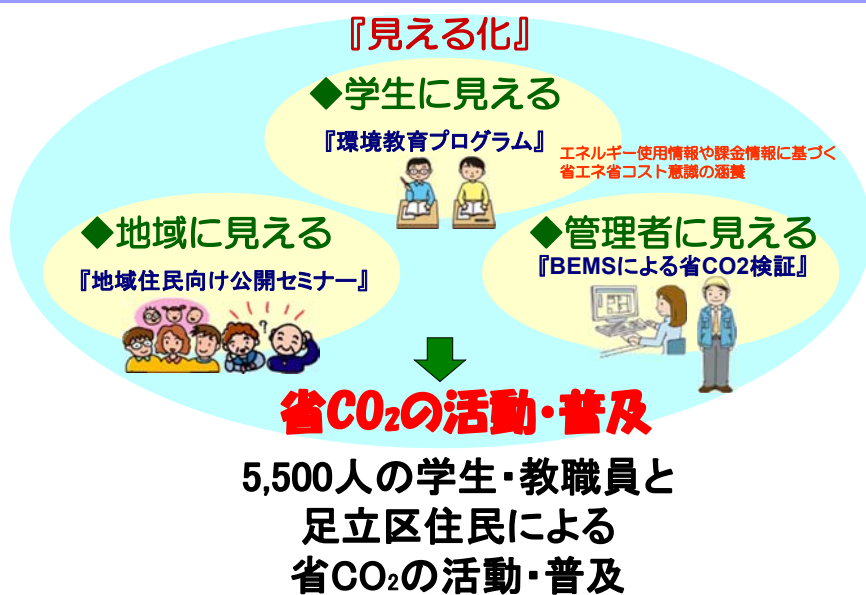 『見える化』
◆学生に見える
『環境教育プログラム』
エネルギー使用情報や課金情報に基づく
省エネ省コスト意識の涵養
◆地域に見える
『地域住民向け公開セミナー』
◆管理者に見える
『BEMSによる省CO2検証』
?
省CO₂の活動・普及
5,500人の学生・教職員と
足立区住民による
省CO₂の活動・普及